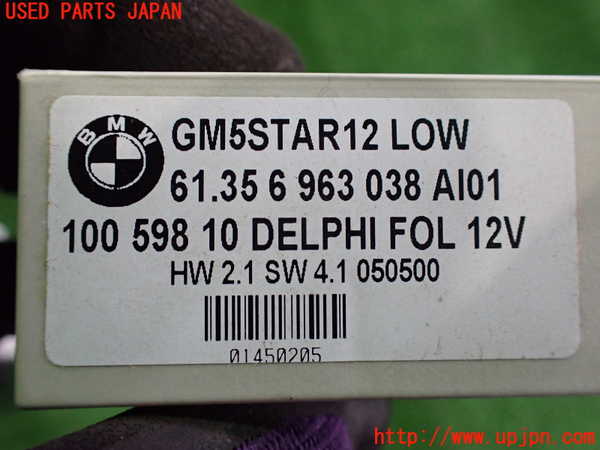 USED PARTS JAPAN
BMW
GM5STAR12 LOW
61.35 6 963 038 AI01
100 598 10 DELPHI FOL 12V
HW 2.1 SW 4.1 050500
01450205
http://www.upjpn.com